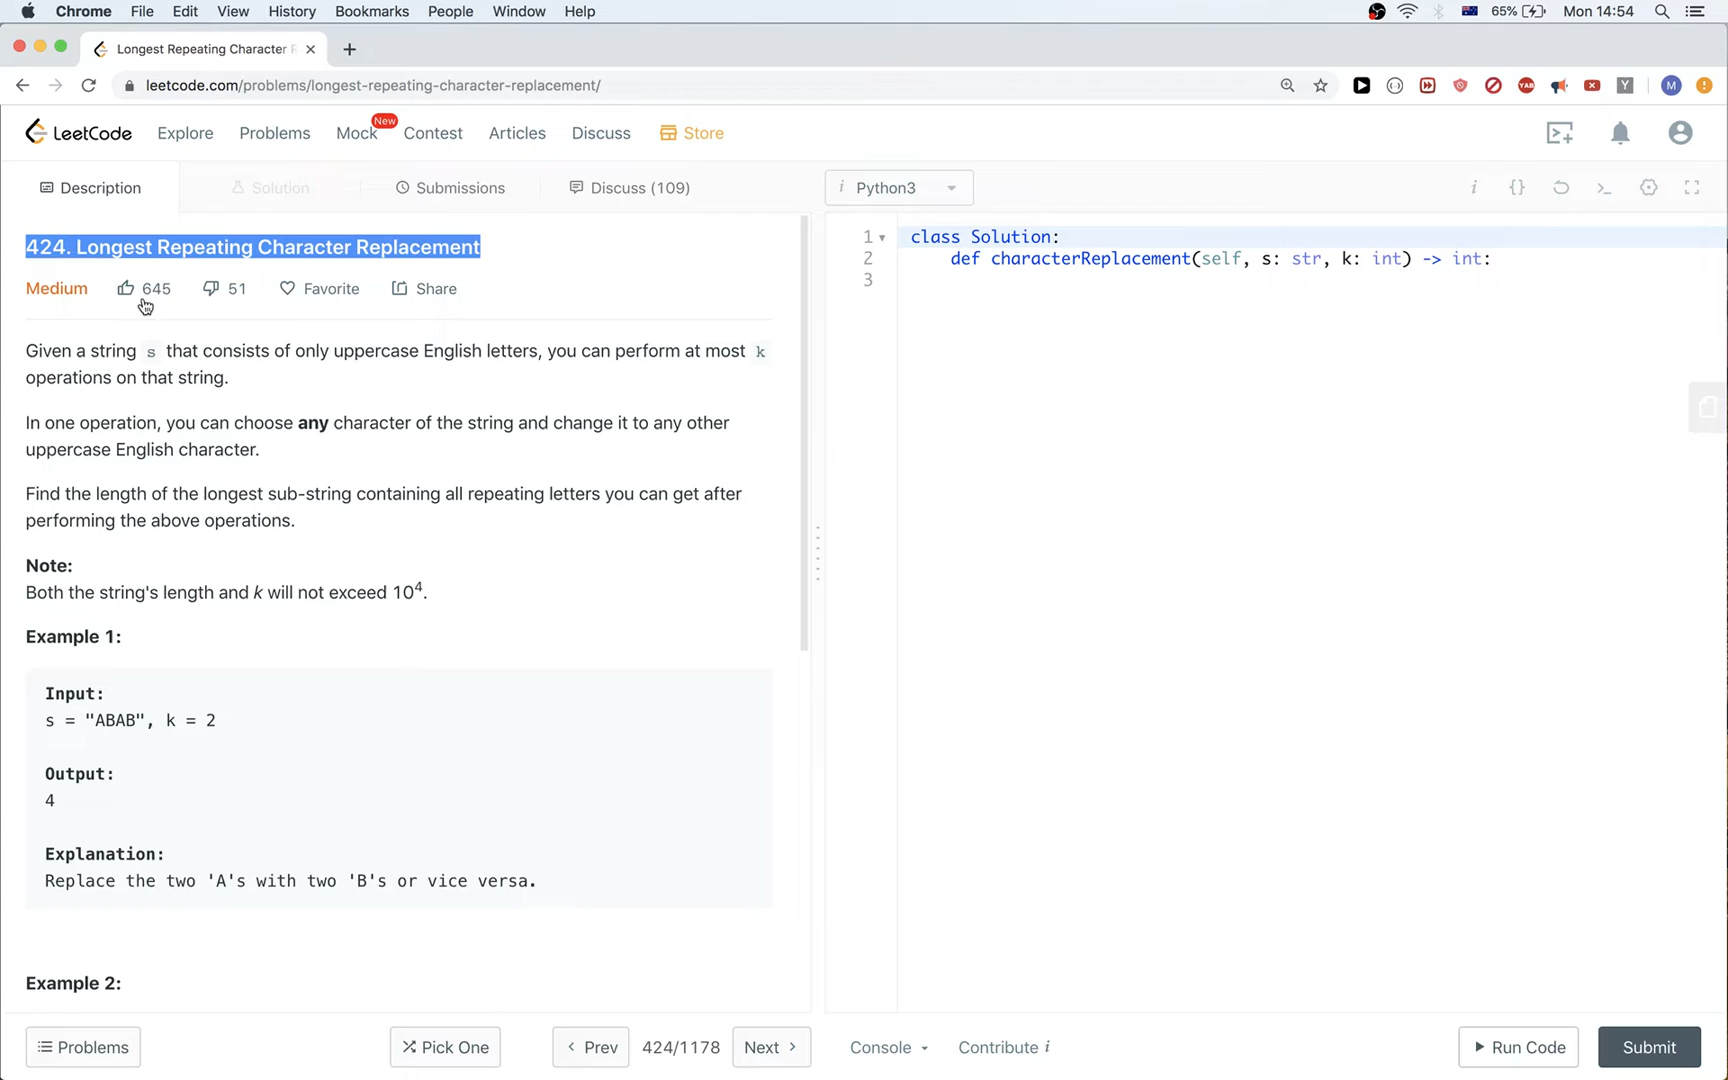 Chrome File Edit View History Bookmarks People Window Help 65% Mon 14:54
Longest Repeating Character R
leetcode.com/problems/longest-repeating-character-replacement/
YAB Y M
LeetCode Explore Problems Mock New Contest Articles Discuss Store
Description Solution Submissions Discuss (109) i Python3 i {}
424. Longest Repeating Character Replacement
Medium 645 51 Favorite Share
Given a string s that consists of only uppercase English letters, you can perform at most k
operations on that string.
In one operation, you can choose any character of the string and change it to any other
uppercase English character.
Find the length of the longest sub-string containing all repeating letters you can get after
performing the above operations.
Note:
Both the string's length and k will not exceed 10⁴.
Example 1:
Input:
s = "ABAB", k = 2
Output:
4
Explanation:
Replace the two 'A's with two 'B's or vice versa.
Example 2:
1 class Solution:
2 def characterReplacement(self, s: str, k: int) -> int:
3
Problems Pick One Prev 424/1178 Next Console Contribute i Run Code Submit